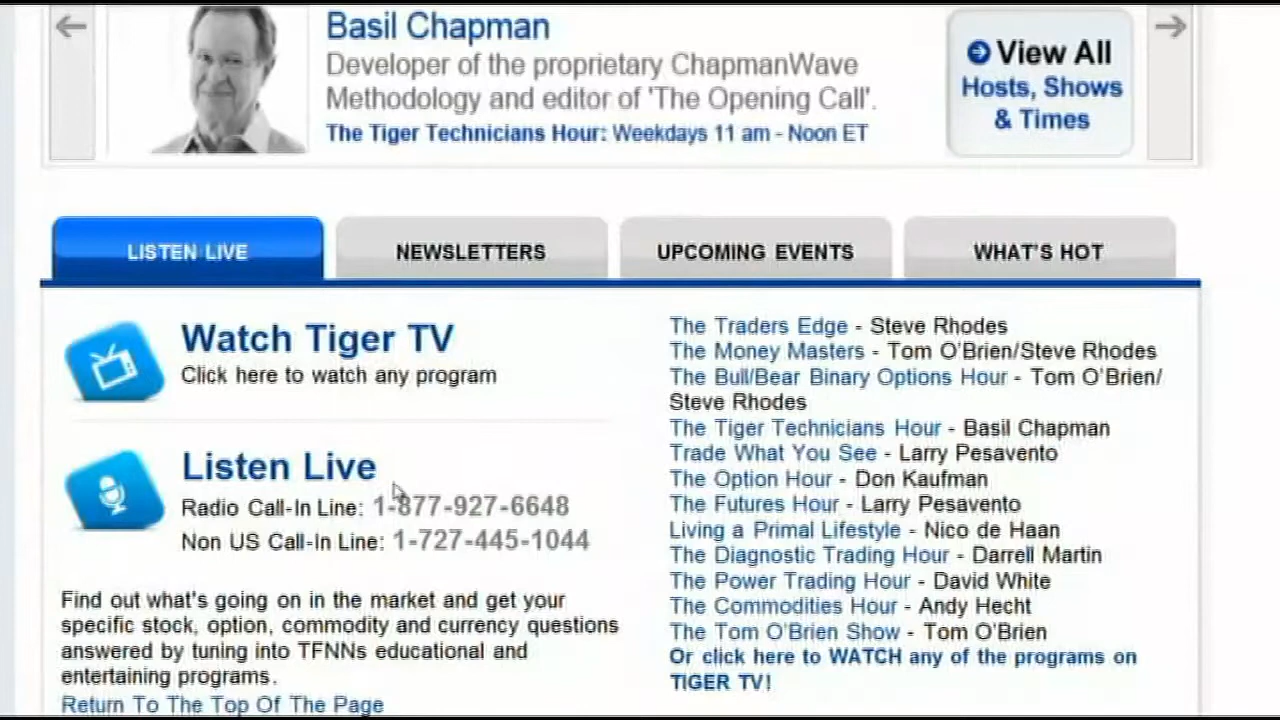 Basil Chapman
Developer of the proprietary ChapmanWave
Methodology and editor of 'The Opening Call'.
The Tiger Technicians Hour: Weekdays 11 am - Noon ET
View All
Hosts, Shows
& Times
LISTEN LIVE
NEWSLETTERS
UPCOMING EVENTS
WHAT'S HOT
Watch Tiger TV
Click here to watch any program
Listen Live
Radio Call-In Line: 1-877-927-6648
Non US Call-In Line: 1-727-445-1044
Find out what's going on in the market and get your
specific stock, option, commodity and currency questions
answered by tuning into TFNNs educational and
entertaining programs.
Return To The Top Of The Page
The Traders Edge - Steve Rhodes
The Money Masters - Tom O'Brien/Steve Rhodes
The Bull/Bear Binary Options Hour - Tom O'Brien/
Steve Rhodes
The Tiger Technicians Hour - Basil Chapman
Trade What You See - Larry Pesavento
The Option Hour - Don Kaufman
The Futures Hour - Larry Pesavento
Living a Primal Lifestyle - Nico de Haan
The Diagnostic Trading Hour - Darrell Martin
The Power Trading Hour - David White
The Commodities Hour - Andy Hecht
The Tom O'Brien Show - Tom O'Brien
Or click here to WATCH any of the programs on
TIGER TV!